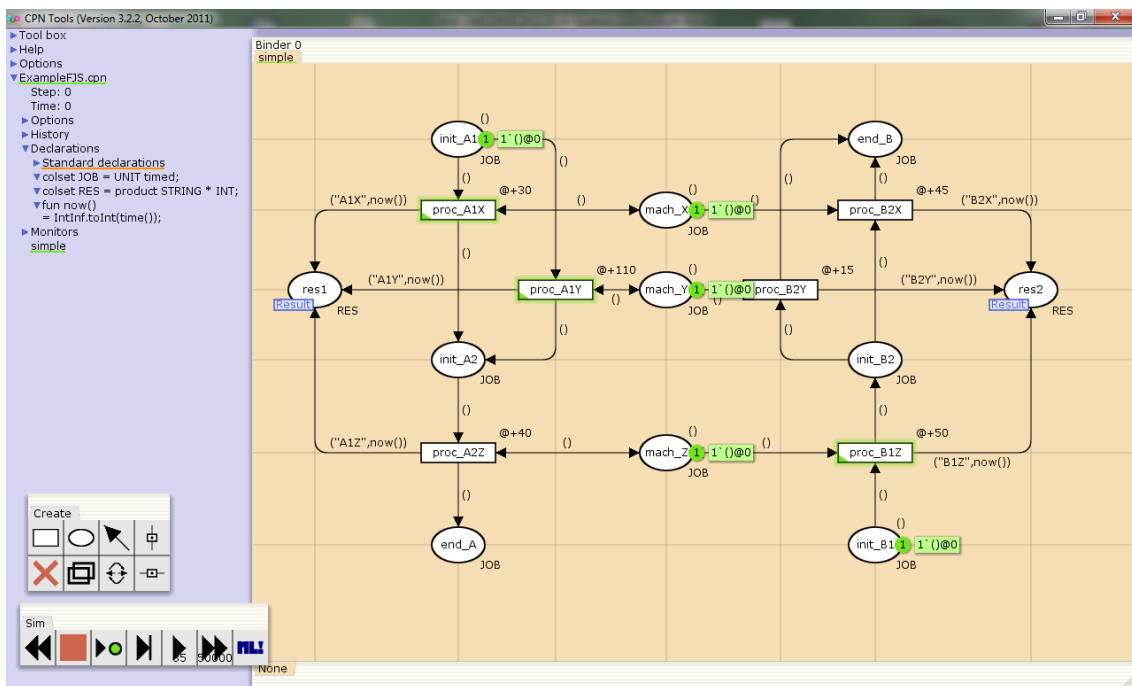 CPN Tools (Version 3.2.2, October 2011)
Tool box
Help
Options
ExampleFJS.cpn
Step: 0
Time: 0
Options
History
Declarations
Standard declarations
colset JOB = UNIT timed;
colset RES = product STRING * INT;
fun now()
= IntInf.toInt(time());
Monitors
simple
Binder 0
simple
()
init_A1 1 1`()@0
JOB
()
()
end_B
JOB
()
()
@+30
("A1X",now())
proc_A1X
()
()
mach_X 1 1`()@0
JOB
()
@+45
proc_B2X
("B2X",now())
()
()
@+110
("A1Y",now())
proc_A1Y
()
()
mach_Y 1 1`()@0
JOB
()
@+15
proc_B2Y
("B2Y",now())
res1
Result
RES
res2
Result
RES
()
()
init_A2
JOB
init_B2
JOB
()
()
@+40
("A1Z",now())
proc_A2Z
()
()
mach_Z 1 1`()@0
JOB
()
@+50
proc_B1Z
("B1Z",now())
()
()
end_A
JOB
()
init_B1 1 1`()@0
JOB
Create
Sim
85
50000
ML!
None